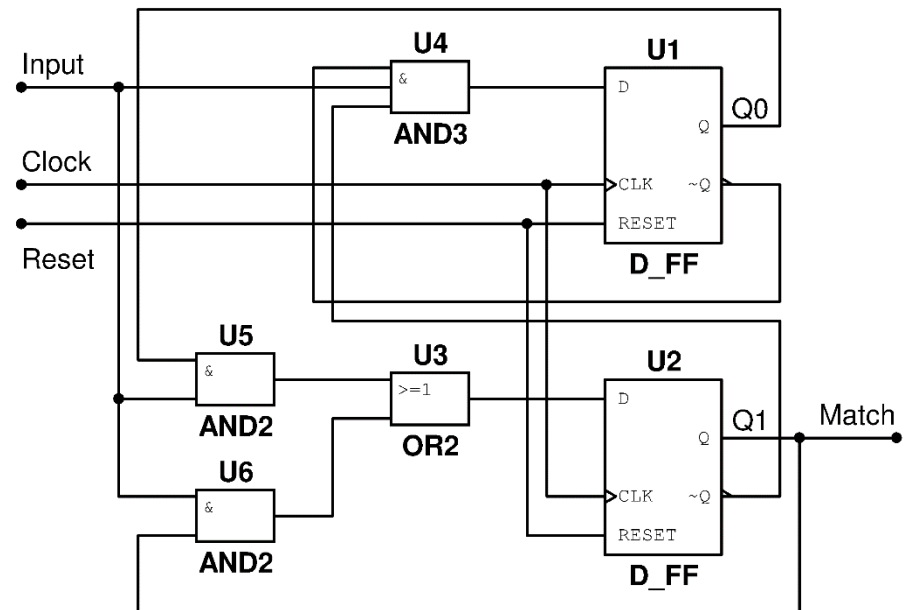 U4
U1
Input
&
D
AND3
Q
Q0
Clock
CLK
~Q
RESET
Reset
D_FF
U5
U3
U2
&
>=1
D
AND2
OR2
Q
Q1
Match
U6
&
CLK
~Q
RESET
AND2
D_FF